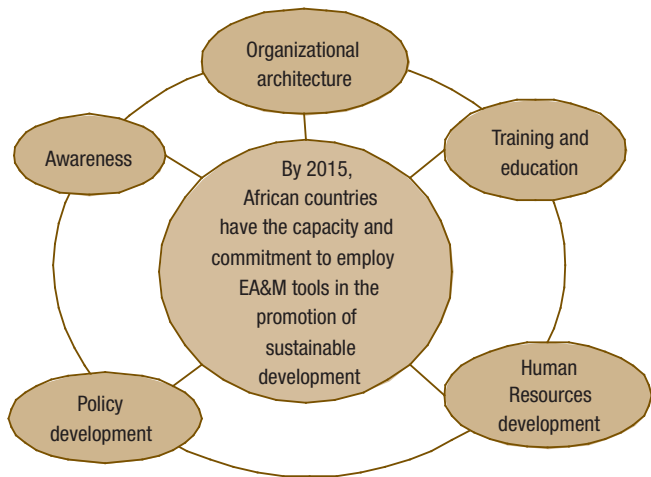 Organizational
architecture
Awareness
Training and
education
By 2015,
African countries
have the capacity and
commitment to employ
EA&M tools in the
promotion of
sustainable
development
Policy
development
Human
Resources
development